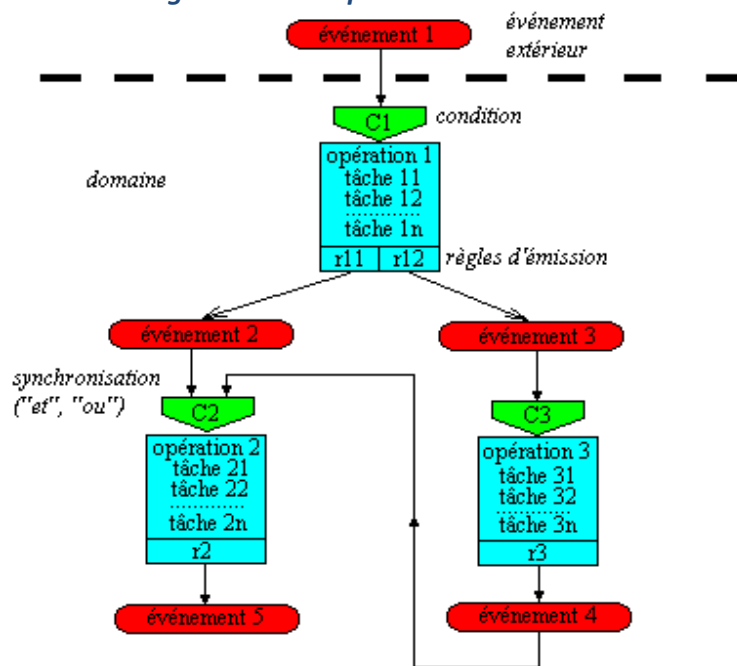 événement 1
événement
extérieur
C1
condition
domaine
opération 1
tâche 11
tâche 12
tâche 1n
r11 r12
règles d'émission
événement 2
événement 3
synchronisation
("et", "ou")
C2
C3
opération 2
tâche 21
tâche 22
tâche 2n
r2
opération 3
tâche 31
tâche 32
tâche 3n
r3
événement 5
événement 4